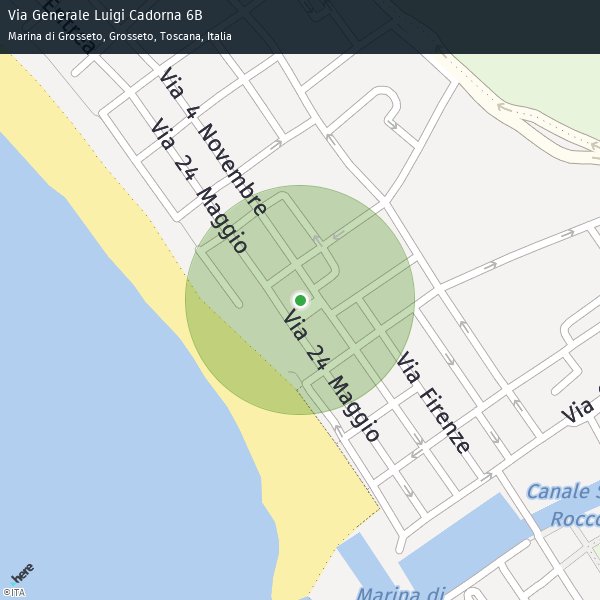 Via Generale Luigi Cadorna 6B
Marina di Grosseto, Grosseto, Toscana, Italia
Via 4 Novembre
Via 24 Maggio
Via 24 Maggio
Via Firenze
Via
Canale S
Rocco
Marina di
here
©ITA